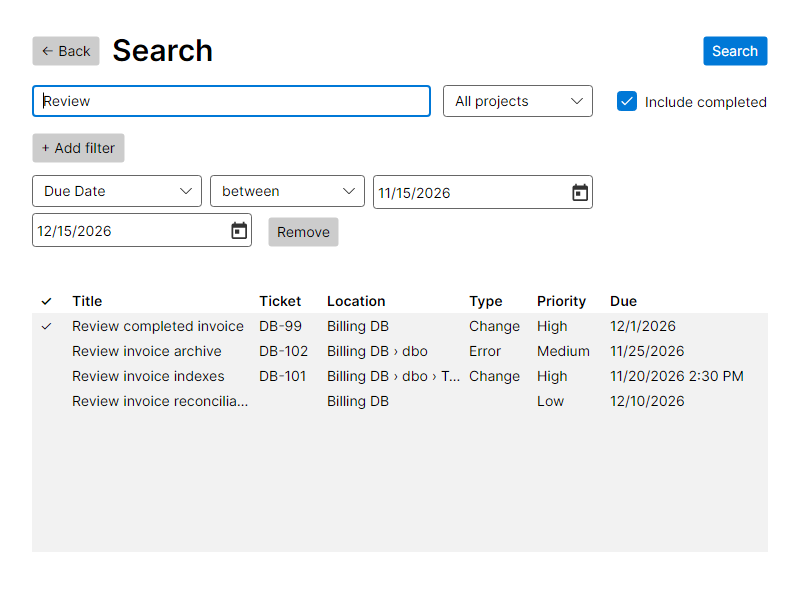 ← Back Search Search
Review All projects Include completed
+ Add filter
Due Date between 11/15/2026
12/15/2026 Remove
✓ Title Ticket Location Type Priority Due
✓ Review completed invoice DB-99 Billing DB Change High 12/1/2026
Review invoice archive DB-102 Billing DB › dbo Error Medium 11/25/2026
Review invoice indexes DB-101 Billing DB › dbo › T... Change High 11/20/2026 2:30 PM
Review invoice reconcilia... Billing DB Low 12/10/2026